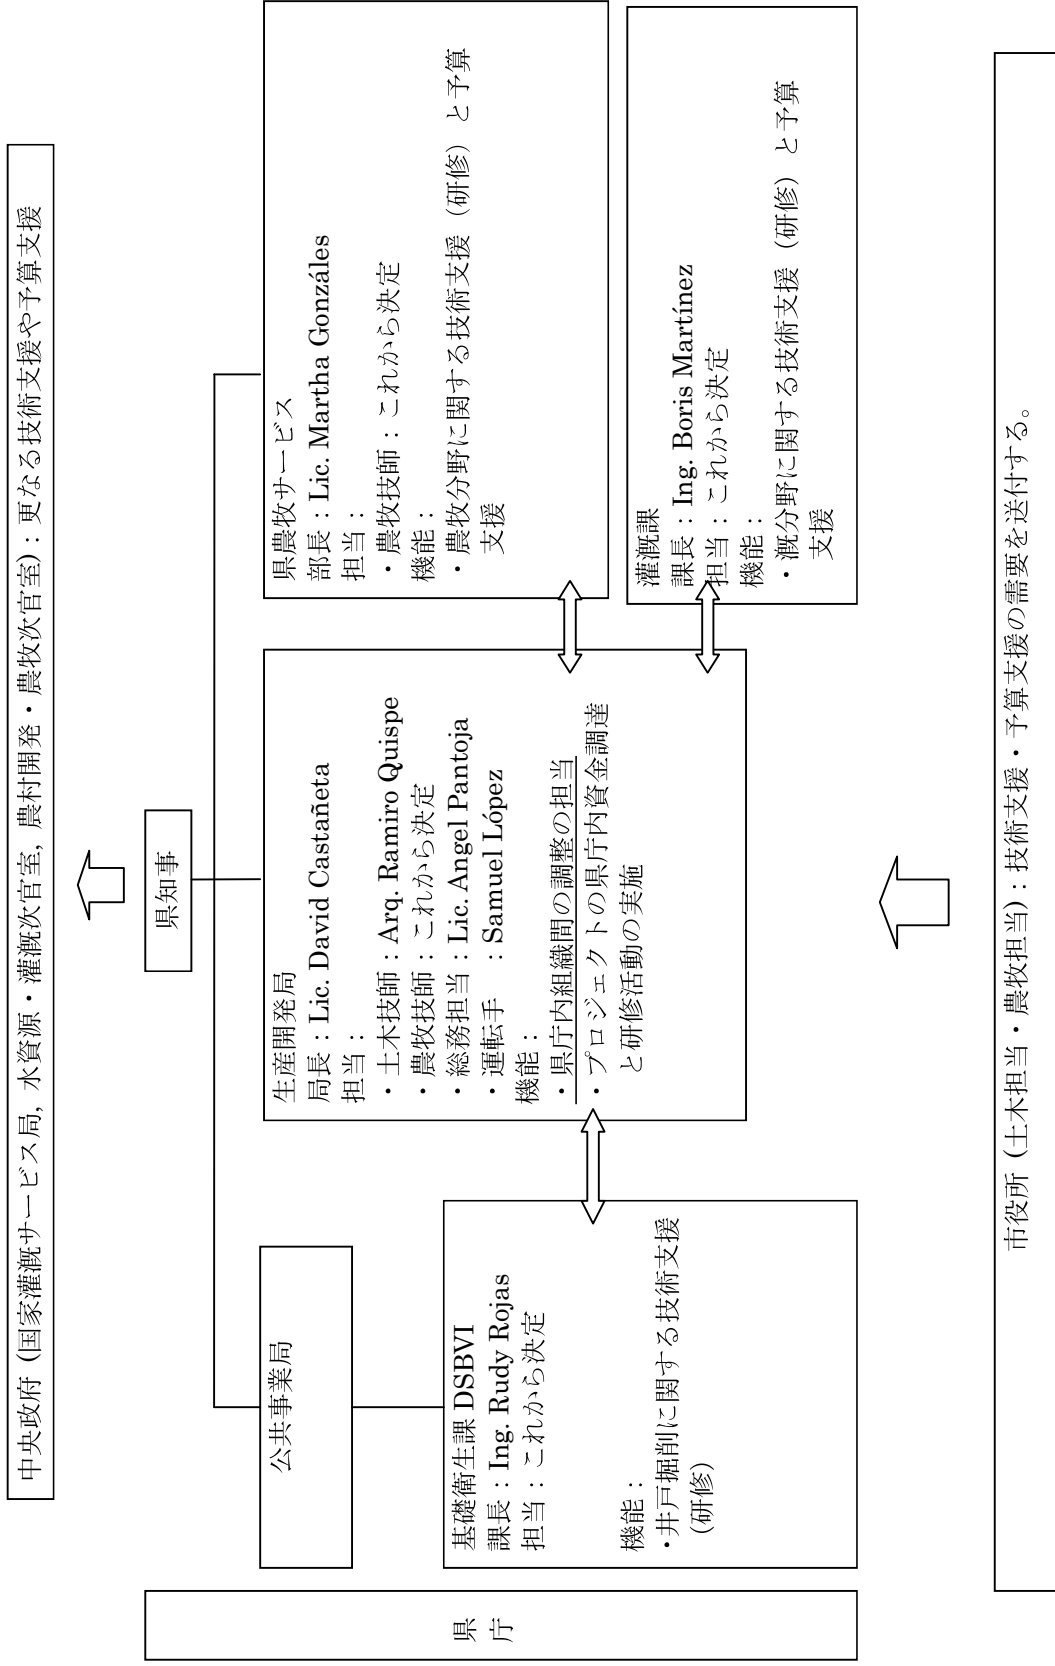 中央政府（国家灌漑サービス局，水資源・灌漑次官室，農村開発・農牧次官室）：更なる技術支援や予算支援
県知事
県
庁
公共事業局
基礎衛生課 DSBVI
課長：Ing. Rudy Rojas
担当：これから決定
機能：
・井戸掘削に関する技術支援
（研修）
生産開発局
局長：Lic. David Castañeta
担当：
・土木技師：Arq. Ramiro Quispe
・農牧技師：これから決定
・総務担当：Lic. Angel Pantoja
・運転手　：Samuel López
機能：
・県庁内組織間の調整の担当
・プロジェクトの県庁内資金調達
と研修活動の実施
県農牧サービス
部長：Lic. Martha Gonzáles
担当：
・農牧技師：これから決定
機能：
・農牧分野に関する技術支援（研修）と予算
支援
灌漑課
課長：Ing. Boris Martínez
担当：これから決定
機能：
・漑分野に関する技術支援（研修）と予算
支援
市役所（土木担当・農牧担当）：技術支援・予算支援の需要を送付する。